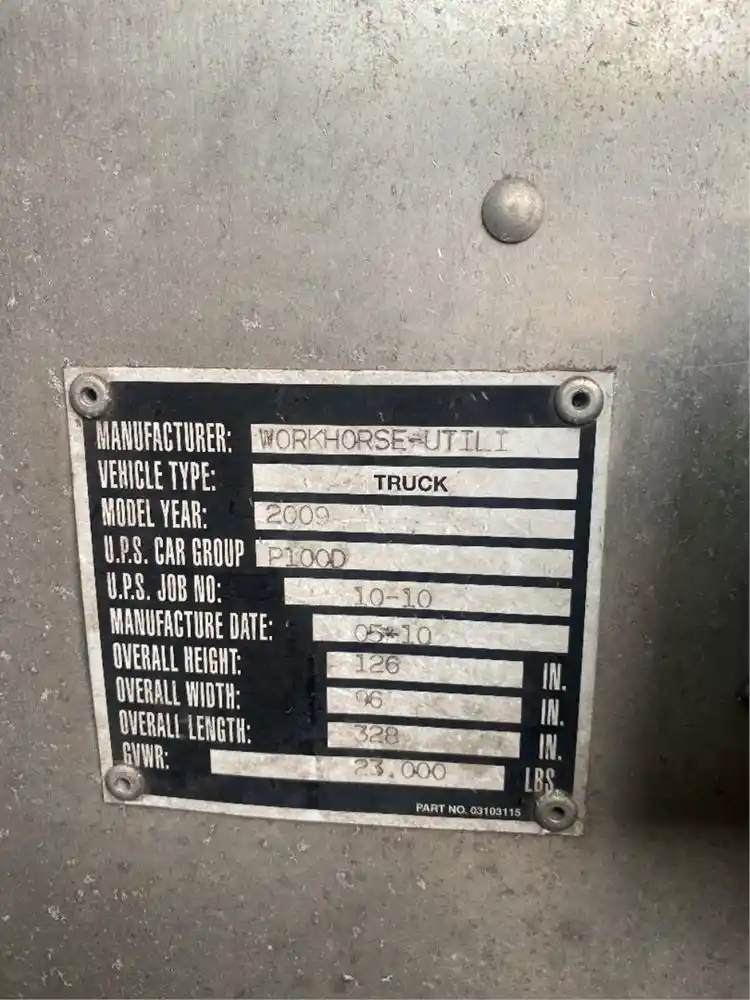 MANUFACTURER: WORKHORSE-UTILI
VEHICLE TYPE: TRUCK
MODEL YEAR: 2009
U.P.S. CAR GROUP P100D
U.P.S. JOB NO: 10-10
MANUFACTURE DATE: 05-10
OVERALL HEIGHT: 126 IN.
OVERALL WIDTH: 96 IN.
OVERALL LENGTH: 328 IN.
GVWR: 23,000 LBS.
PART NO. 03103115